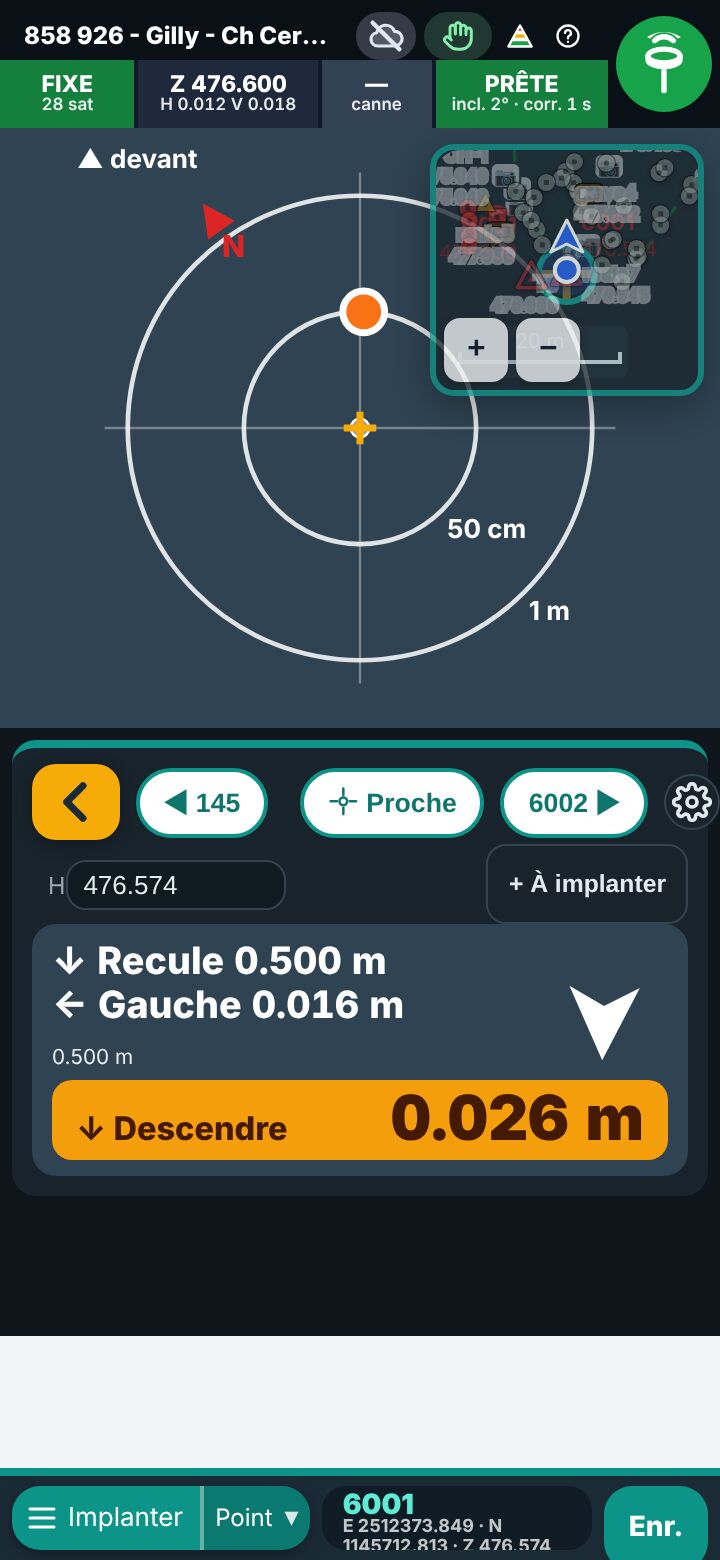 858 926 - Gilly - Ch Cer…
FIXE
28 sat
Z 476.600
H 0.012 V 0.018
—
canne
PRÊTE
incl. 2° · corr. 1 s
▲ devant
N
20 m
+
−
50 cm
1 m
◀ 145
Proche
6002 ▶
H
476.574
+ À implanter
↓ Recule 0.500 m
← Gauche 0.016 m
0.500 m
↓ Descendre
0.026 m
Implanter
Point ▼
6001
E 2512373.849 · N
1145712.813 · Z 476.574
Enr.